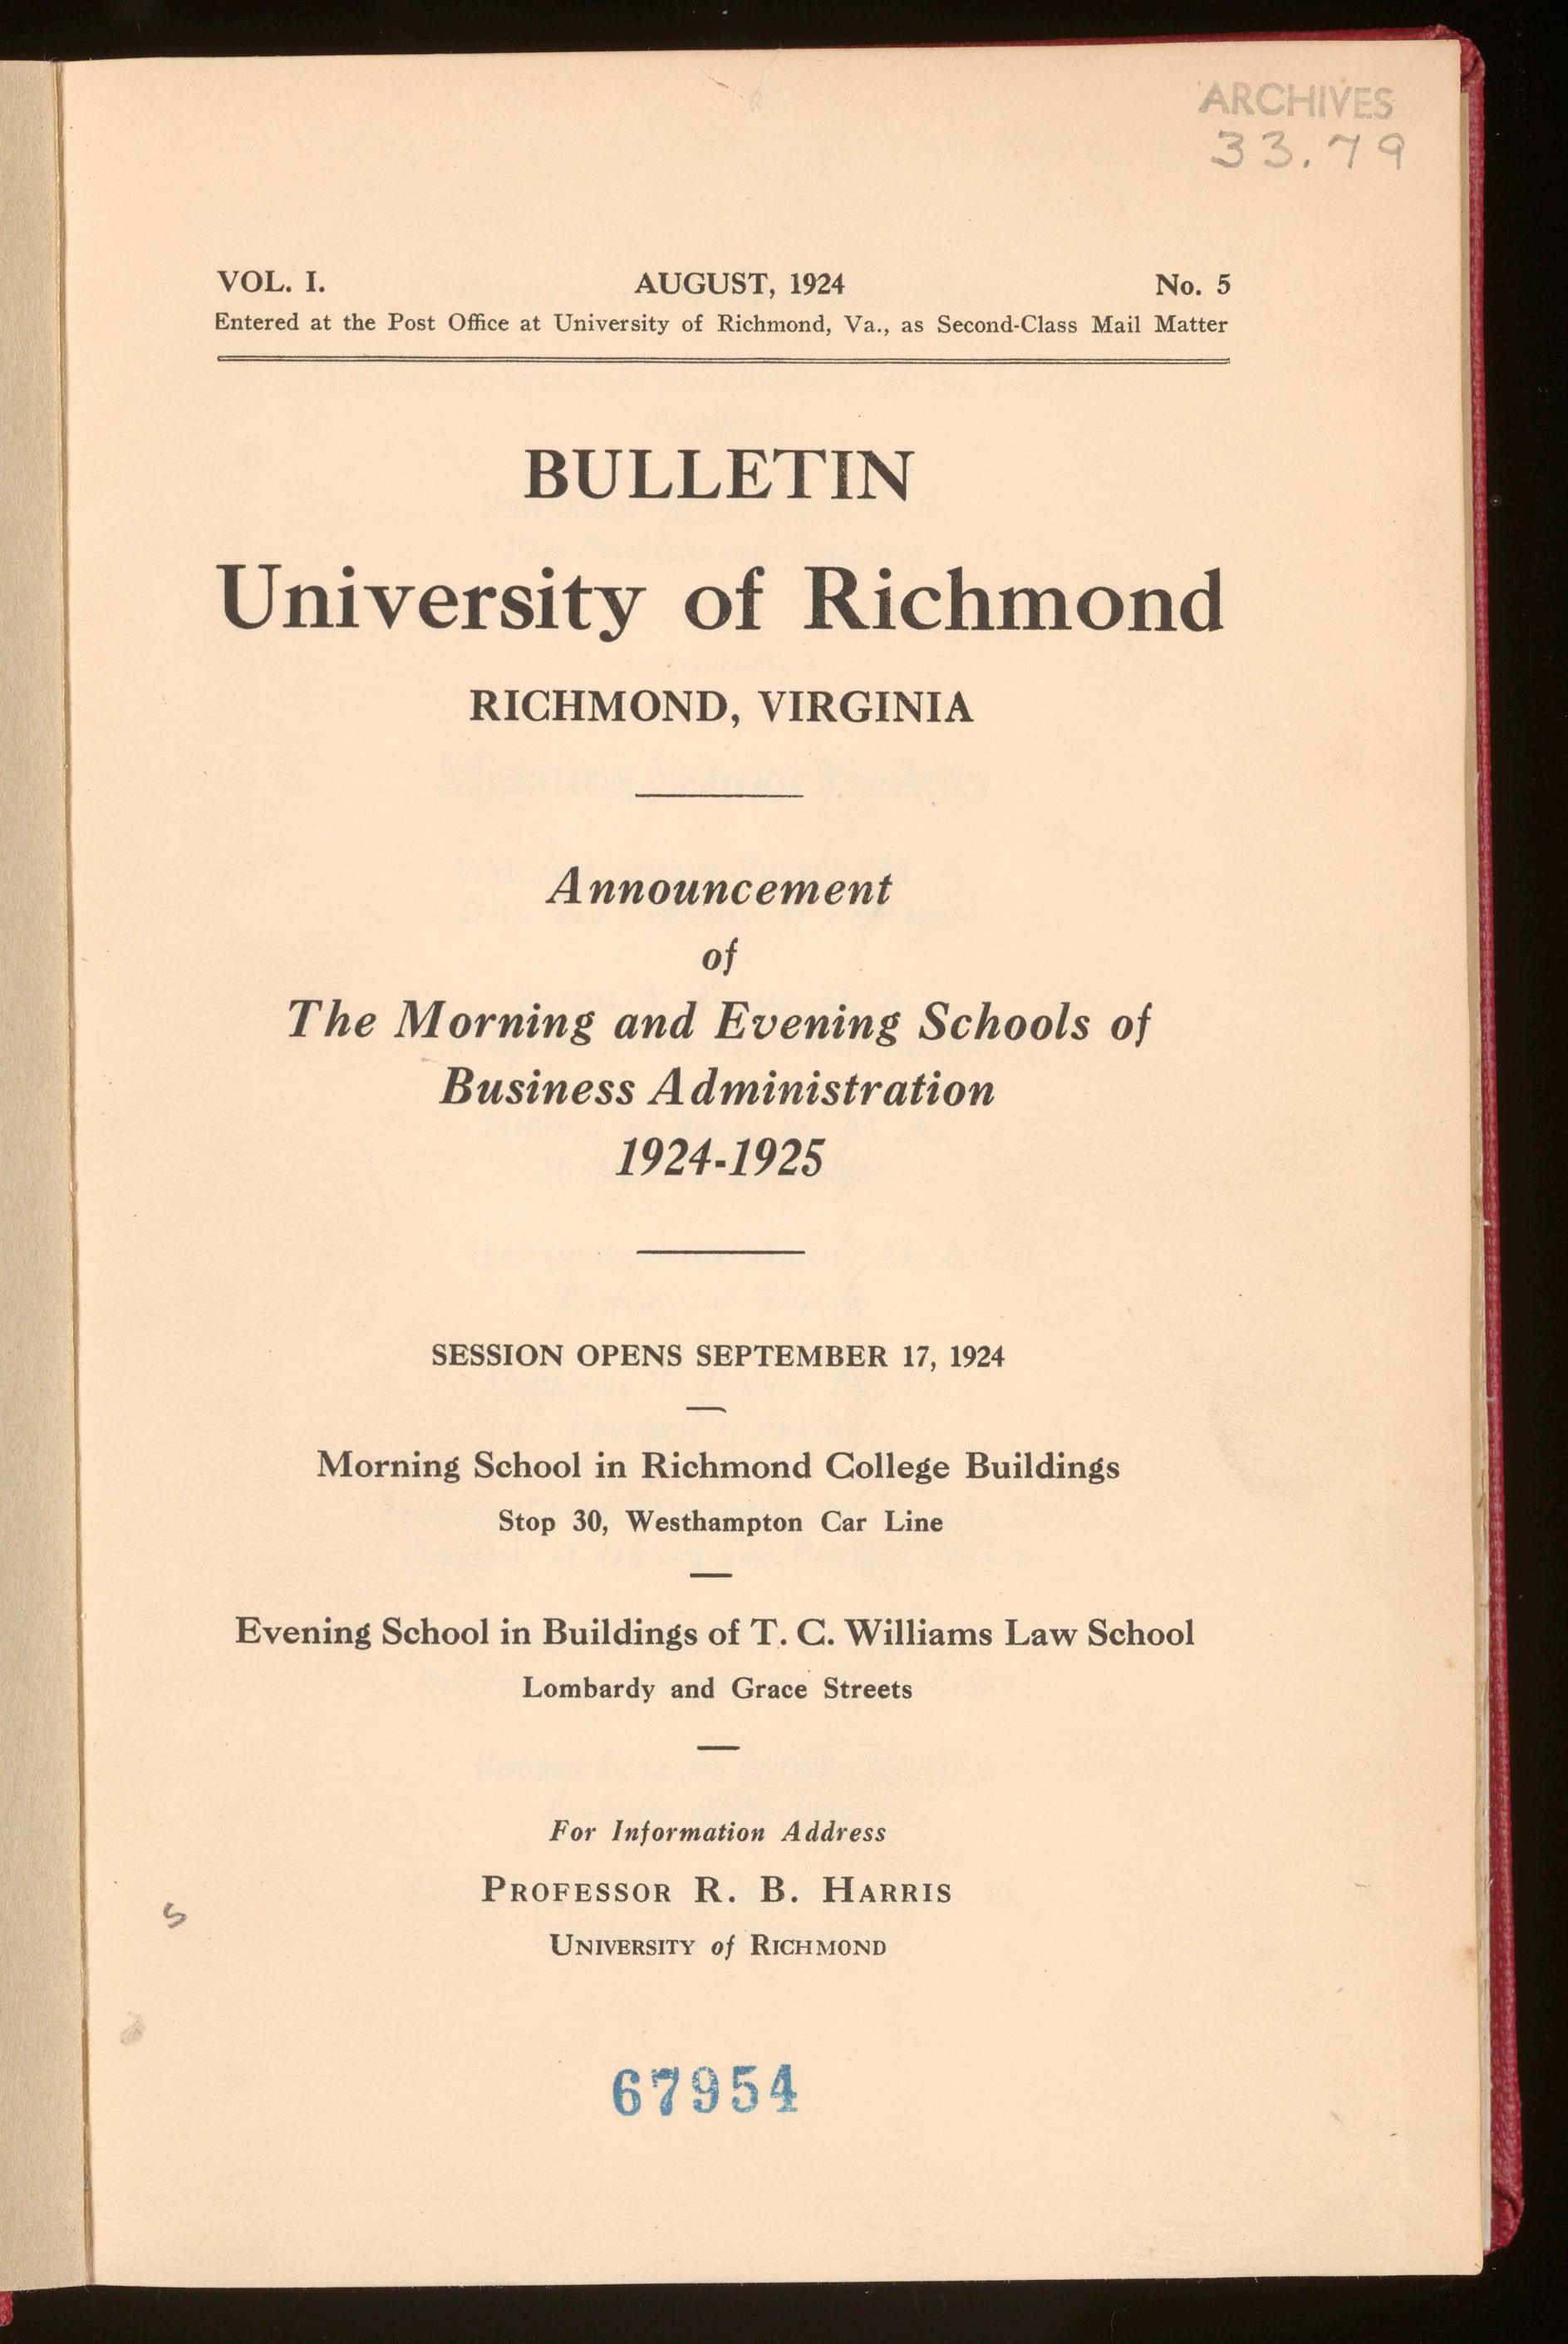 ARCHIVES
33.79
VOL. I. AUGUST, 1924 No. 5
Entered at the Post Office at University of Richmond, Va., as Second-Class Mail Matter
BULLETIN
University of Richmond
RICHMOND, VIRGINIA
Announcement
of
The Morning and Evening Schools of
Business Administration
1924-1925
SESSION OPENS SEPTEMBER 17, 1924
Morning School in Richmond College Buildings
Stop 30, Westhampton Car Line
Evening School in Buildings of T. C. Williams Law School
Lombardy and Grace Streets
For Information Address
PROFESSOR R. B. HARRIS
UNIVERSITY of RICHMOND
67954